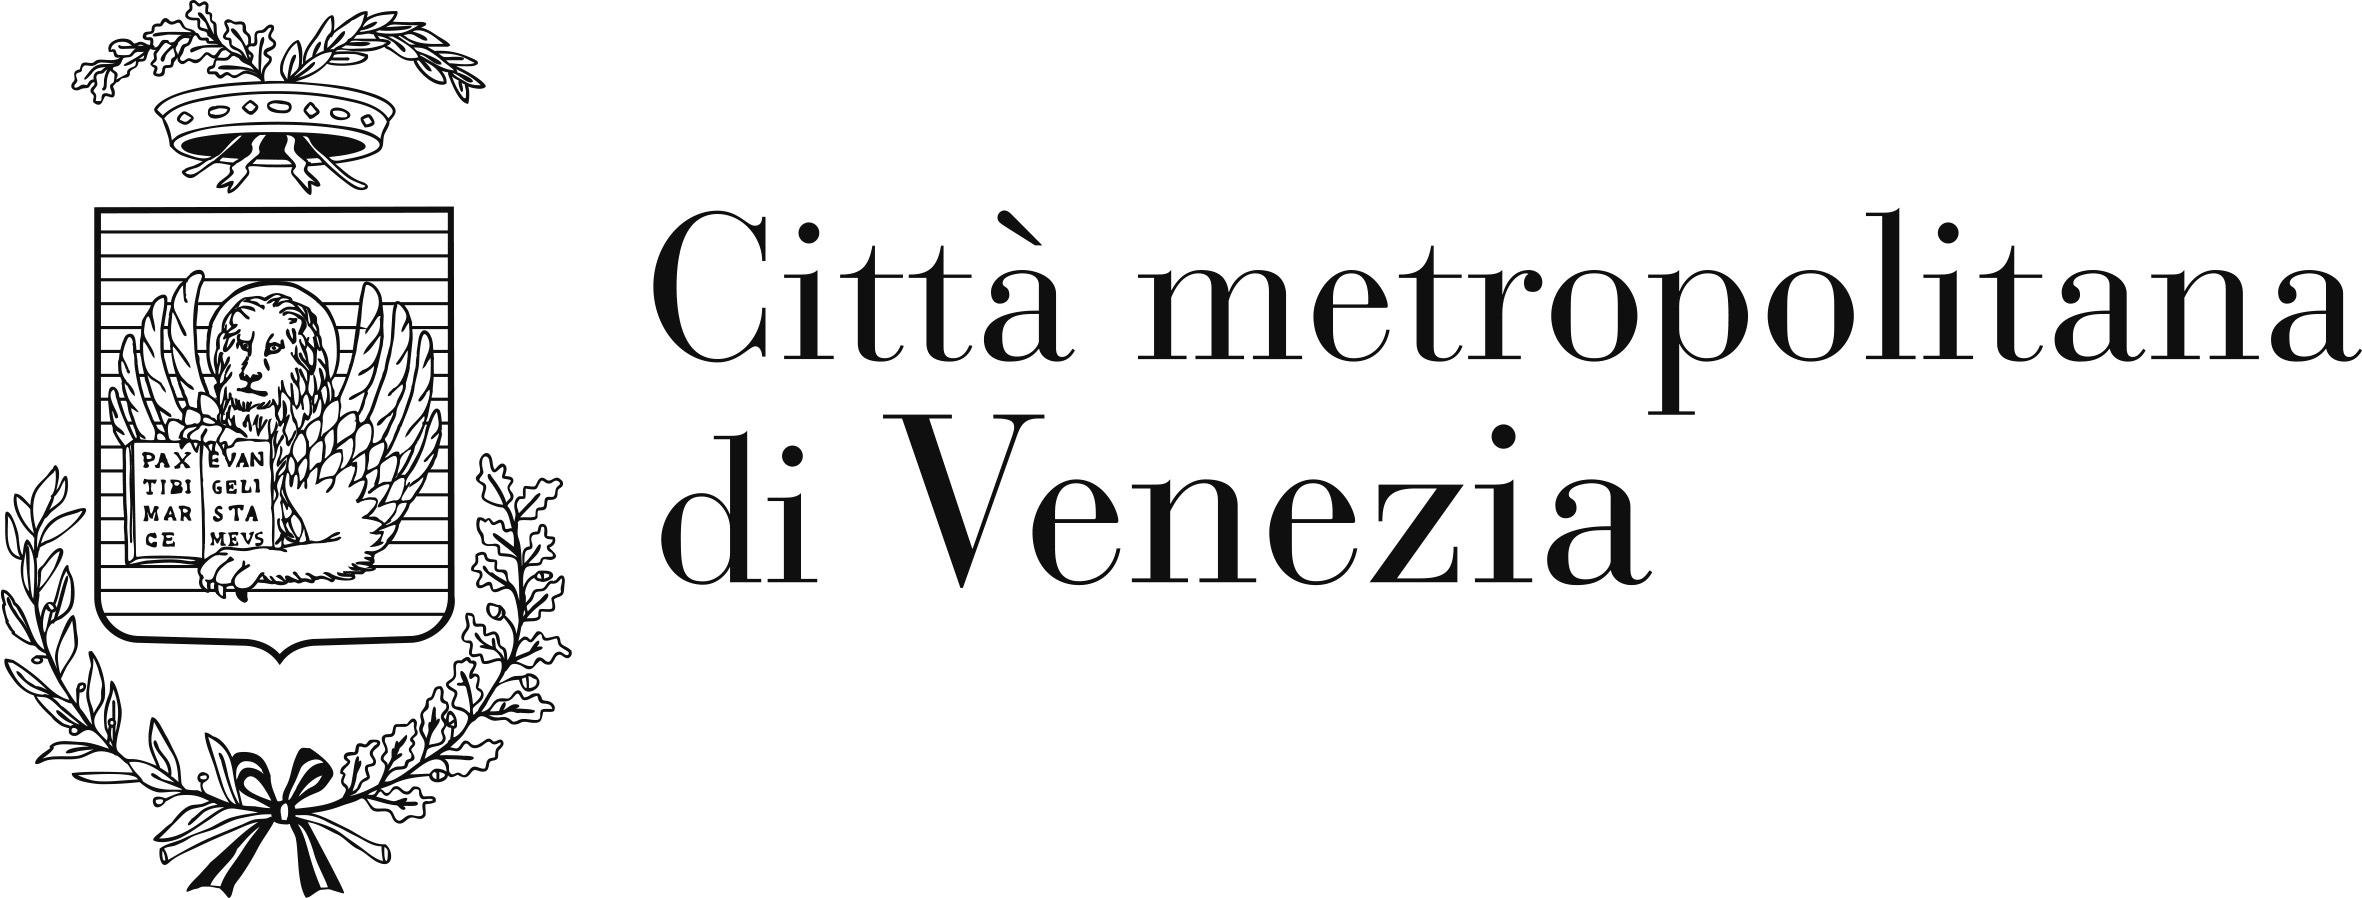 PAX EVAN
TIBI GELI
MAR STA
CE MEVS
Città metropolitana
di Venezia